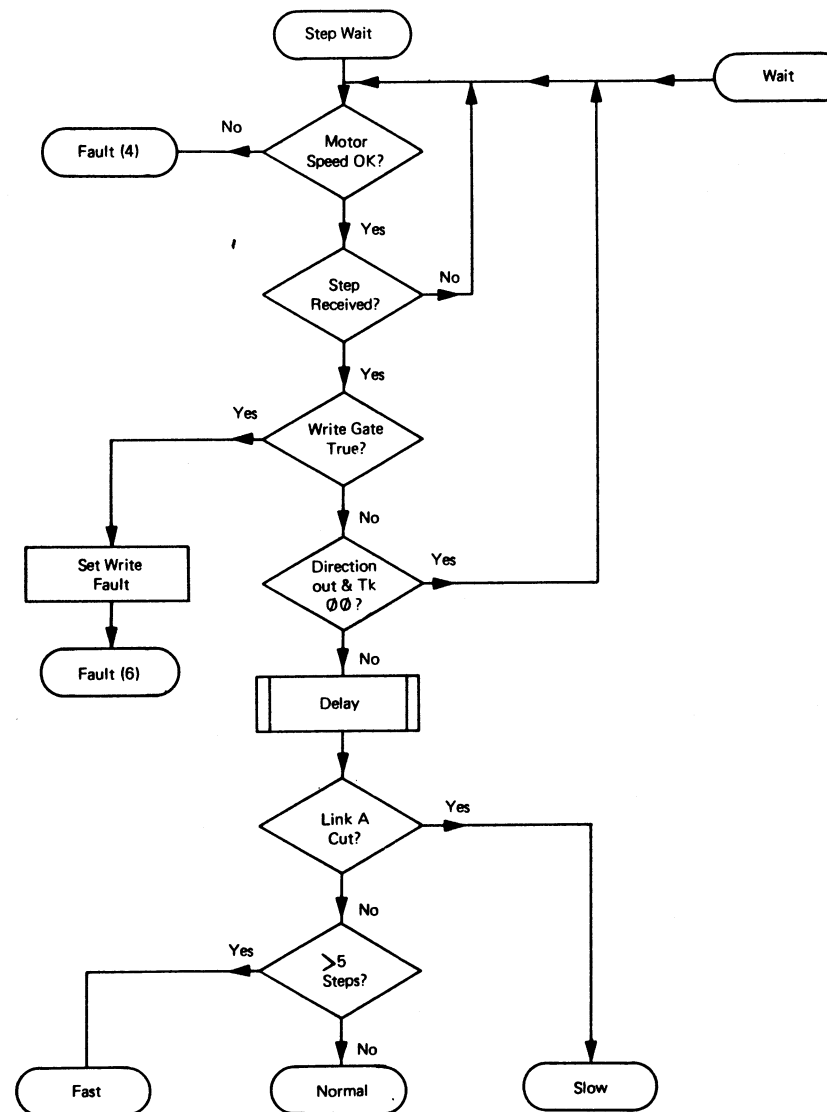 Step Wait
Wait
No
Motor
Speed OK?
Fault (4)
Yes
Step
Received?
No
Yes
Yes
Write Gate
True?
No
Set Write
Fault
Direction
out & Tk
ØØ?
Yes
Fault (6)
No
Delay
Link A
Cut?
Yes
No
Yes
>5
Steps?
No
Fast
Normal
Slow